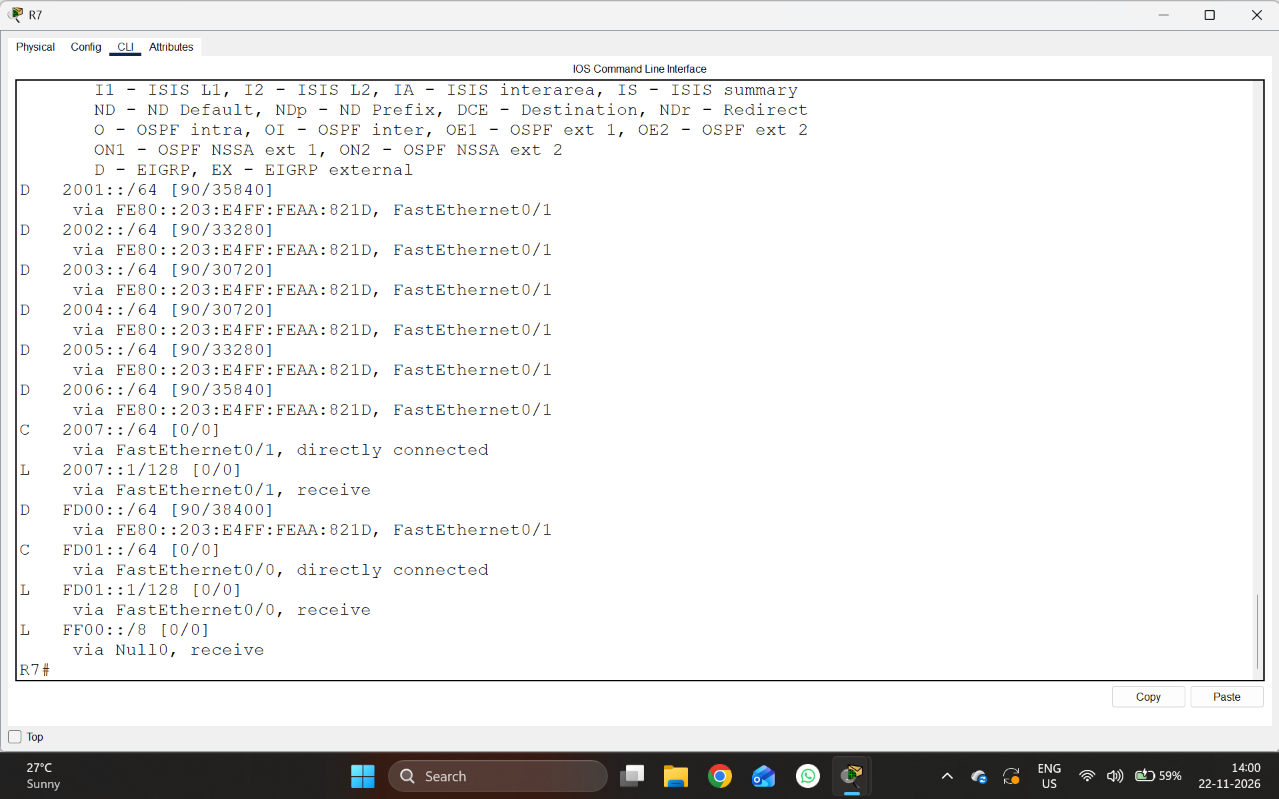 R7
Physical Config CLI Attributes
IOS Command Line Interface
I1 - ISIS L1, I2 - ISIS L2, IA - ISIS interarea, IS - ISIS summary
ND - ND Default, NDp - ND Prefix, DCE - Destination, NDr - Redirect
O - OSPF intra, OI - OSPF inter, OE1 - OSPF ext 1, OE2 - OSPF ext 2
ON1 - OSPF NSSA ext 1, ON2 - OSPF NSSA ext 2
D - EIGRP, EX - EIGRP external
D 2001::/64 [90/35840]
via FE80::203:E4FF:FEAA:821D, FastEthernet0/1
D 2002::/64 [90/33280]
via FE80::203:E4FF:FEAA:821D, FastEthernet0/1
D 2003::/64 [90/30720]
via FE80::203:E4FF:FEAA:821D, FastEthernet0/1
D 2004::/64 [90/30720]
via FE80::203:E4FF:FEAA:821D, FastEthernet0/1
D 2005::/64 [90/33280]
via FE80::203:E4FF:FEAA:821D, FastEthernet0/1
D 2006::/64 [90/35840]
via FE80::203:E4FF:FEAA:821D, FastEthernet0/1
C 2007::/64 [0/0]
via FastEthernet0/1, directly connected
L 2007::1/128 [0/0]
via FastEthernet0/1, receive
D FD00::/64 [90/38400]
via FE80::203:E4FF:FEAA:821D, FastEthernet0/1
C FD01::/64 [0/0]
via FastEthernet0/0, directly connected
L FD01::1/128 [0/0]
via FastEthernet0/0, receive
L FF00::/8 [0/0]
via Null0, receive
R7#
Copy Paste
Top
27°C
Sunny
Search
ENG
US
59%
14:00
22-11-2026